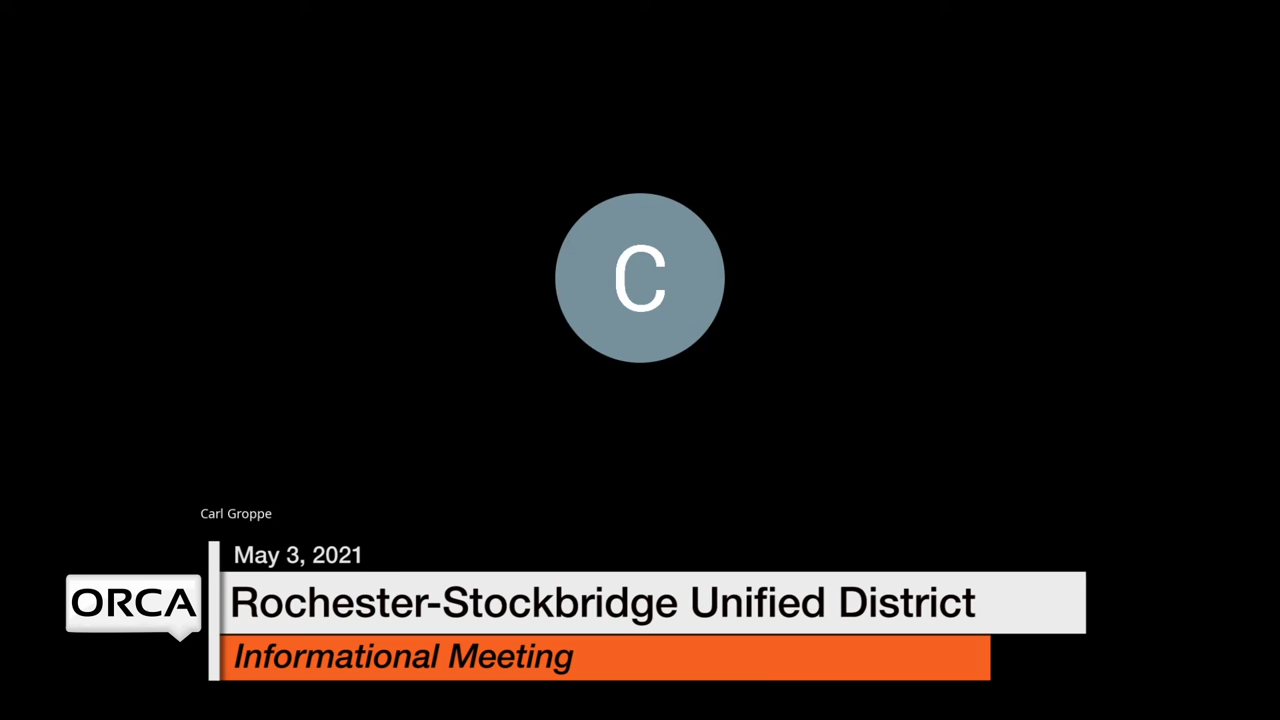 C
Carl Groppe
May 3, 2021
ORCA
Rochester-Stockbridge Unified District
Informational Meeting